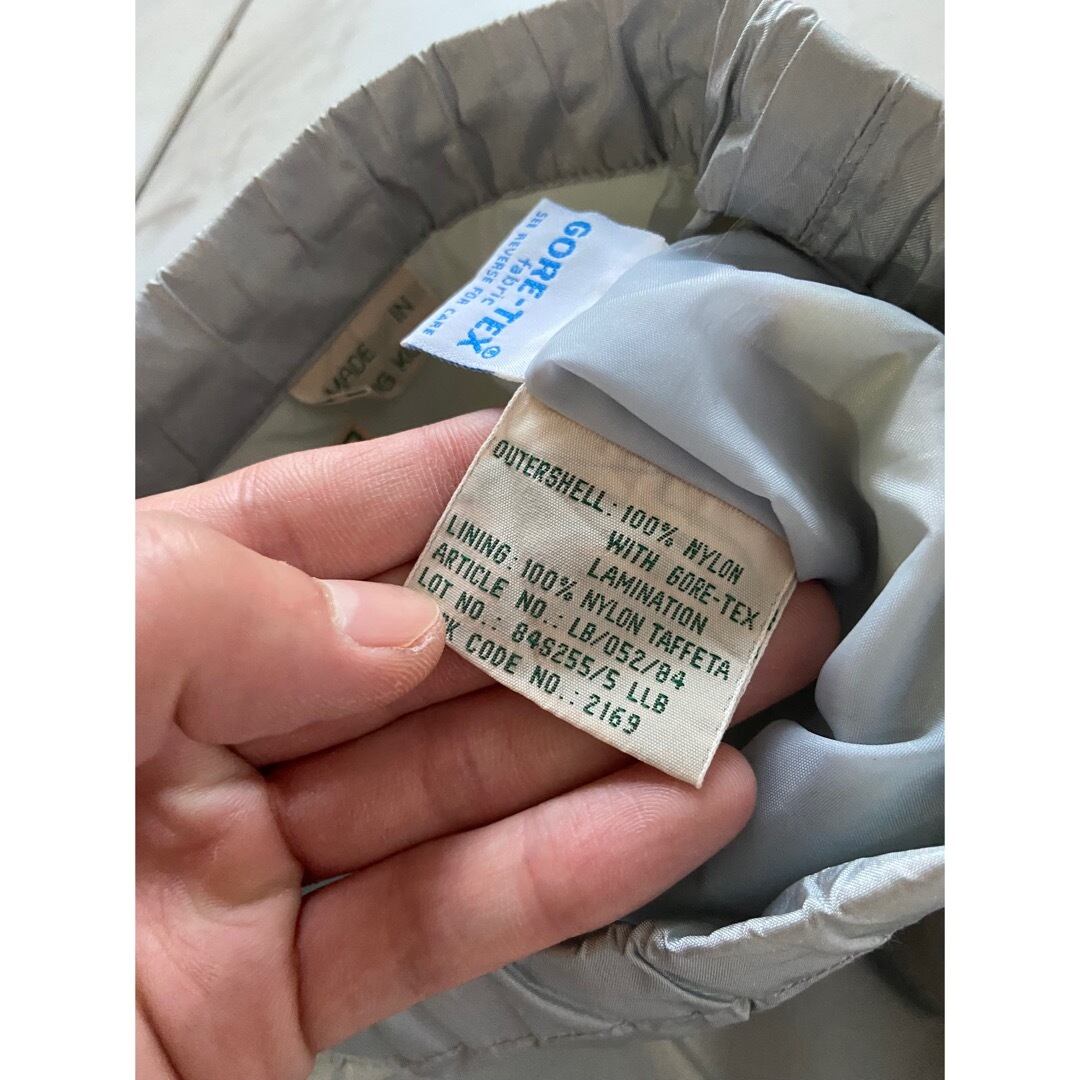 GORE-TEX®
fabric
SEE REVERSE FOR CARE
MADE IN
OUTERSHELL: 100% NYLON
WITH GORE-TEX
LAMINATION
LINING: 100% NYLON TAFFETA
ARTICLE NO.: LB/052/84
LOT NO.: 84S255/5 LLB
CODE NO.: 2169